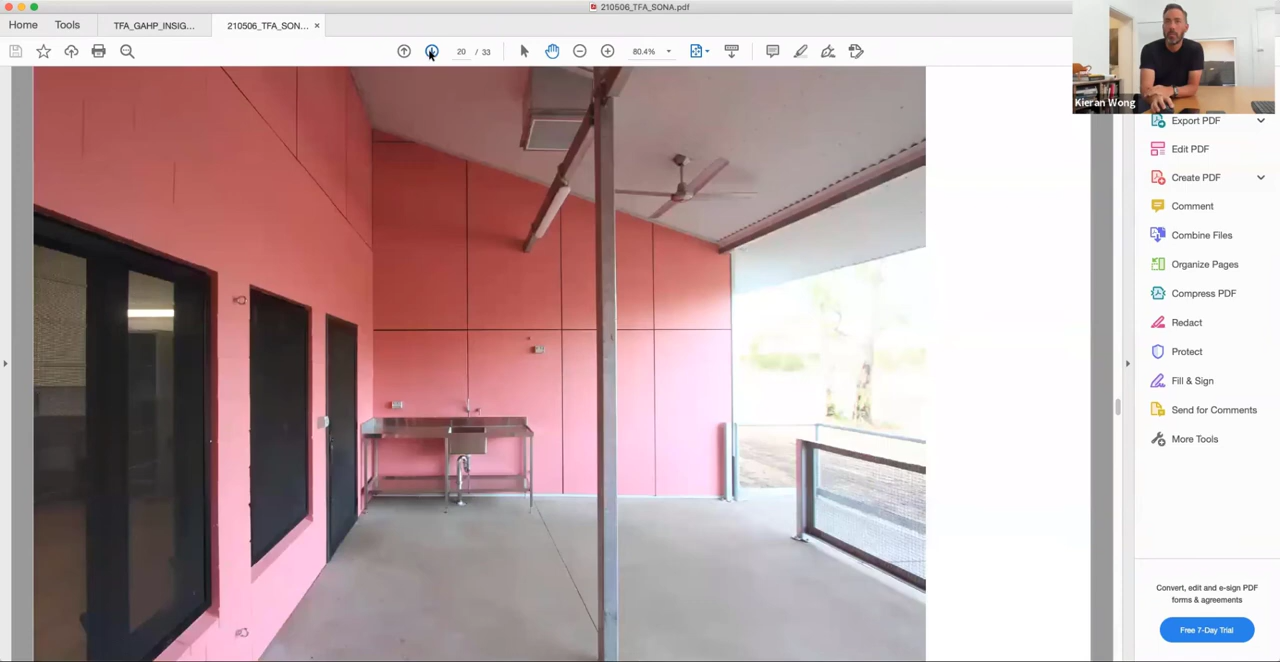 210506_TFA_SONA.pdf
Home
Tools
TFA_GAHP_INSIG...
210506_TFA_SON...
20 / 33
80.4%
Kieran Wong
Export PDF
Edit PDF
Create PDF
Comment
Combine Files
Organize Pages
Compress PDF
Redact
Protect
Fill & Sign
Send for Comments
More Tools
Convert, edit and e-sign PDF
forms & agreements
Free 7-Day Trial